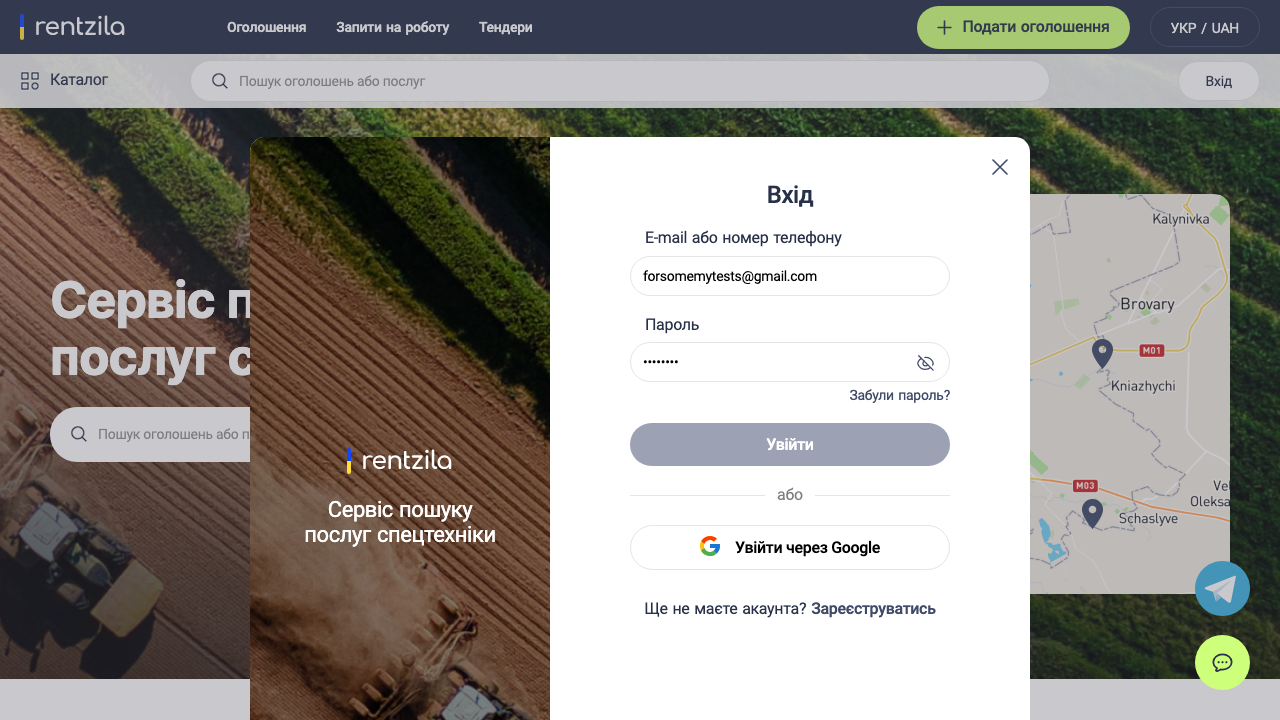 rentzila
Оголошення
Запити на роботу
Тендери
Подати оголошення
УКР / UAH
Каталог
Пошук оголошень або послуг
Вхід
Сервіс п
послуг с
Пошук оголошень або п
rentzila
Сервіс пошуку
послуг спецтехніки
Вхід
E-mail або номер телефону
forsomemytests@gmail.com
Пароль
••••••••
Забули пароль?
Увійти
або
Увійти через Google
Ще не маєте акаунта? Зареєструватись
Kalynivka
Brovary
M01
Kniazhychi
M03
Vel
Oleksa
Schaslyve